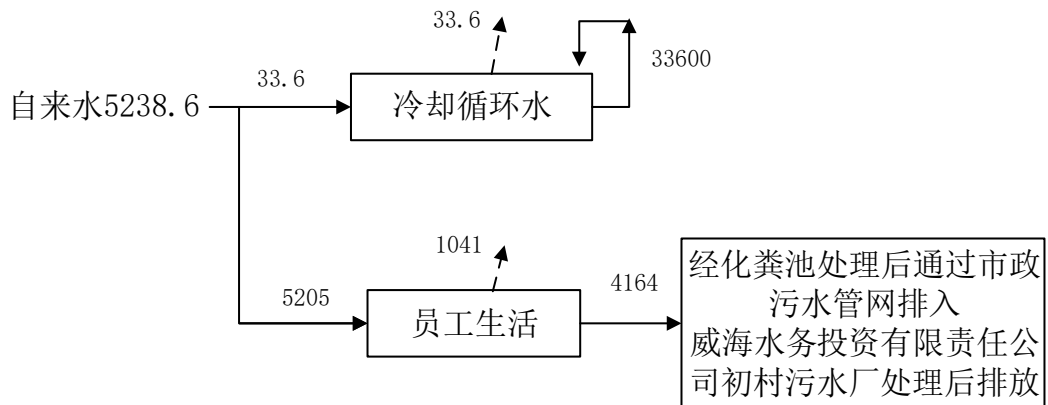 33.6
33600
33.6
自来水5238.6
冷却循环水
1041
5205
员工生活
4164
经化粪池处理后通过市政
污水管网排入
威海水务投资有限责任公
司初村污水厂处理后排放